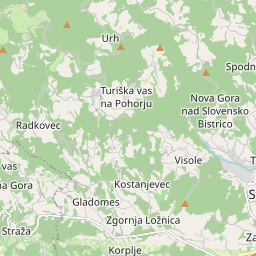 Urh
Spodn
Turiška vas
na Pohorju
Nova Gora
nad Slovensko
Bistrico
Radkovec
Visole
T
vas
na Gora
Kostanjevec
S
Gladomes
Zgornja Ložnica
Straža
Za
Korplje